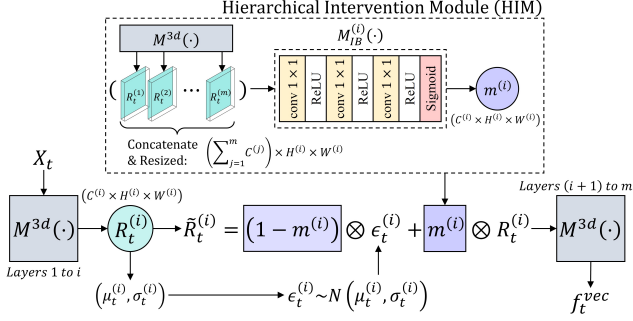 Hierarchical Intervention Module (HIM)
M^{3d}(·)
M_{IB}^{(i)}(·)
( R_t^{(1)} R_t^{(2)} ⋯ R_t^{(m)} )
conv 1 × 1
ReLU
conv 1 × 1
ReLU
conv 1 × 1
ReLU
Sigmoid
m^{(i)}
(C^{(i)} × H^{(i)} × W^{(i)})
Concatenate
& Resized: (∑_{j=1}^{m} C^{(j)}) × H^{(i)} × W^{(i)}
X_t
(C^{(i)} × H^{(i)} × W^{(i)})
Layers (i + 1) to m
M^{3d}(·)
R_t^{(i)}
R̃_t^{(i)} = (1 − m^{(i)}) ⊗ ϵ_t^{(i)} + m^{(i)} ⊗ R_t^{(i)}
M^{3d}(·)
Layers 1 to i
(μ_t^{(i)}, σ_t^{(i)})
ϵ_t^{(i)}~N(μ_t^{(i)}, σ_t^{(i)})
f_t^{vec}